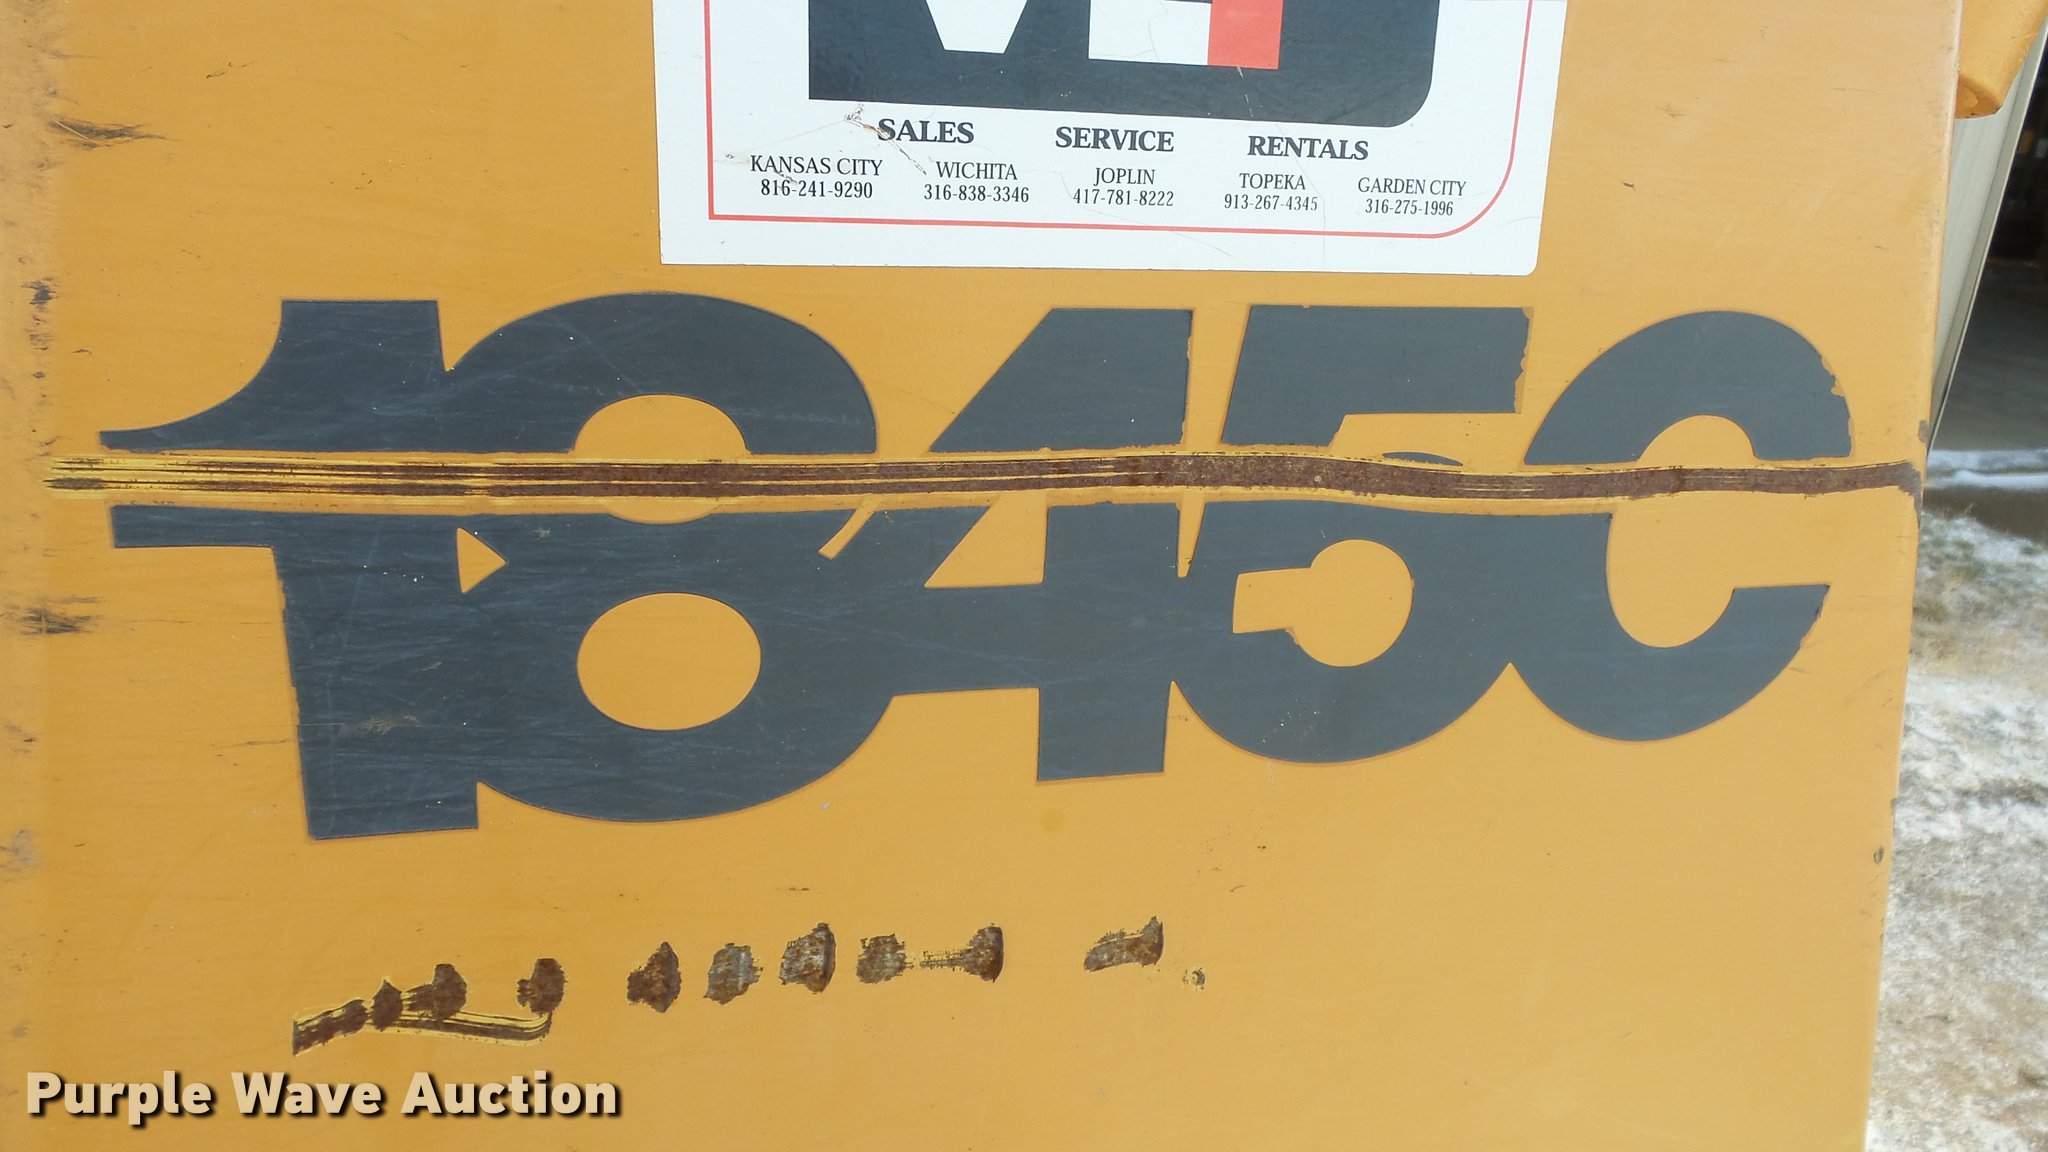 SALES SERVICE RENTALS
KANSAS CITY WICHITA JOPLIN TOPEKA GARDEN CITY
816-241-9290 316-838-3346 417-781-8222 913-267-4345 316-275-1996
1845C
Purple Wave Auction